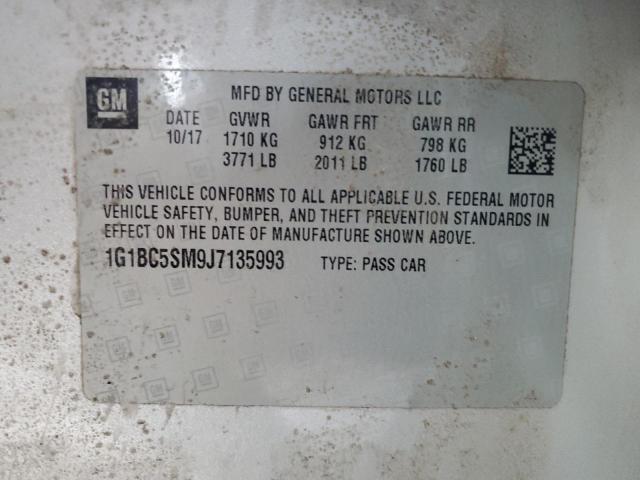 GM
MFD BY GENERAL MOTORS LLC
DATE GVWR GAWR FRT GAWR RR
10/17 1710 KG 912 KG 798 KG
3771 LB 2011 LB 1760 LB
THIS VEHICLE CONFORMS TO ALL APPLICABLE U.S. FEDERAL MOTOR
VEHICLE SAFETY, BUMPER, AND THEFT PREVENTION STANDARDS IN
EFFECT ON THE DATE OF MANUFACTURE SHOWN ABOVE.
1G1BC5SM9J7135993 TYPE: PASS CAR